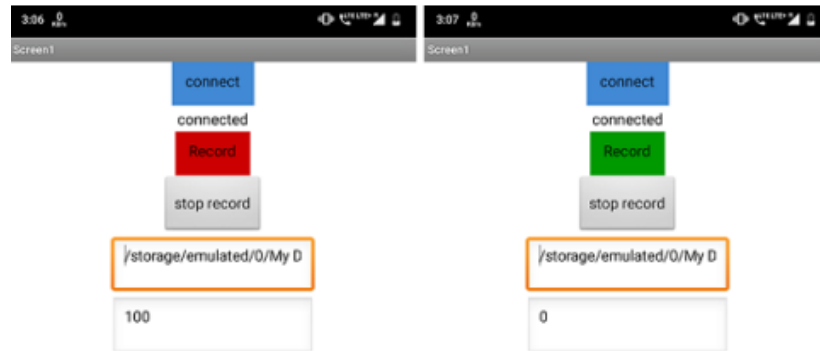 3:06
Screen1
connect
connected
Record
stop record
/storage/emulated/0/My D
100
3:07
Screen1
connect
connected
Record
stop record
/storage/emulated/0/My D
0